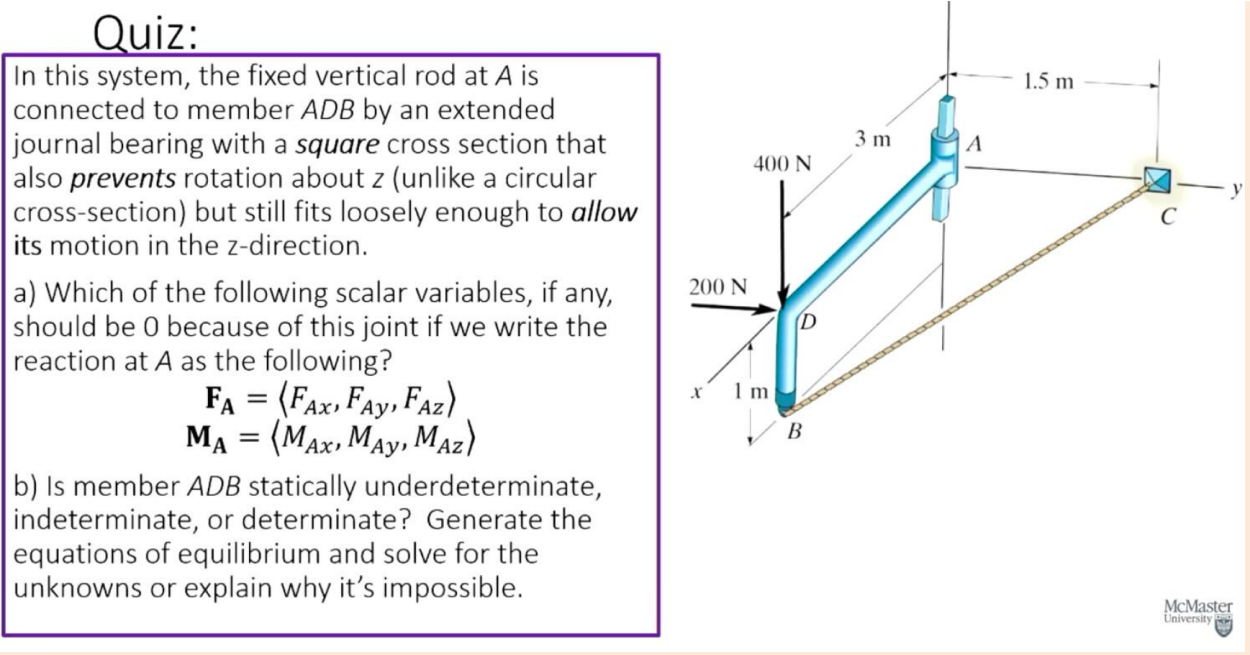 Quiz:
In this system, the fixed vertical rod at A is
connected to member ADB by an extended
journal bearing with a square cross section that
also prevents rotation about z (unlike a circular
cross-section) but still fits loosely enough to allow
its motion in the z-direction.
a) Which of the following scalar variables, if any,
should be 0 because of this joint if we write the
reaction at A as the following?
F_A = ⟨F_Ax, F_Ay, F_Az⟩
M_A = ⟨M_Ax, M_Ay, M_Az⟩
b) Is member ADB statically underdeterminate,
indeterminate, or determinate? Generate the
equations of equilibrium and solve for the
unknowns or explain why it's impossible.
1.5 m
3 m
A
400 N
y
C
200 N
D
x
1 m
B
McMaster
University